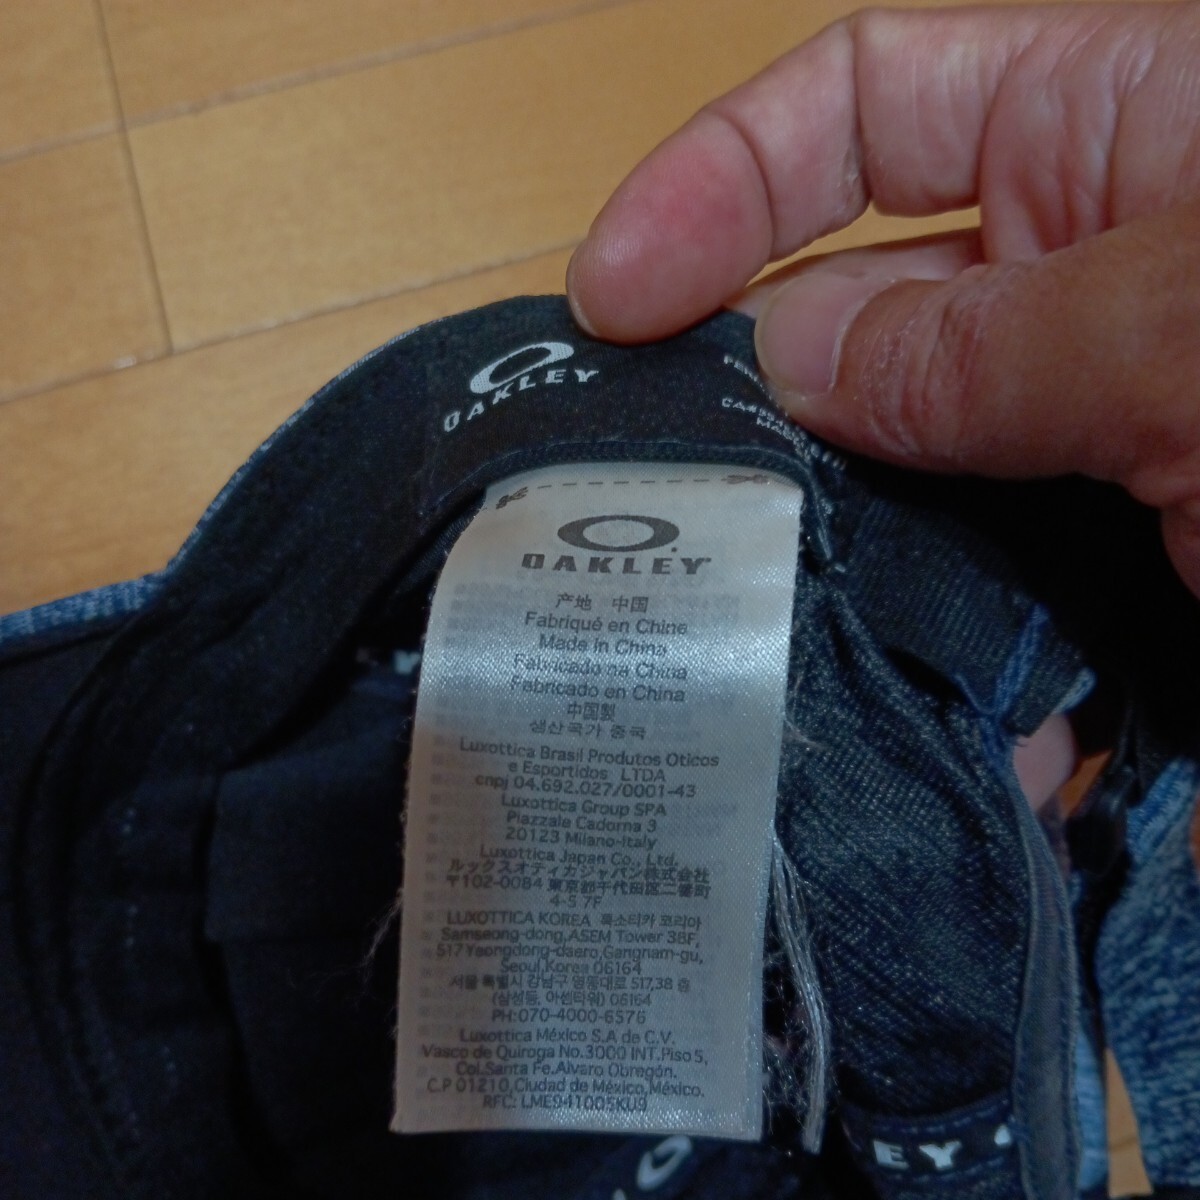 OAKLEY
OAKLEY
产地 中国
Fabriqué en Chine
Made in China
Fabricado na China
Fabricado en China
中国製
생산국가 중국
Luxottica Brasil Produtos Oticos
e Esportidos LTDA
cnpj 04.692.027/0001-43
Luxottica Group SPA
Piazzale Cadorna 3
20123 Milano-Italy
Luxottica Japan Co., Ltd.
ルックスオティカジャパン株式会社
〒102-0084 東京都千代田区二番町
4-5 7F
LUXOTTICA KOREA 룩소티카 코리아
Samseong-dong,ASEM Tower 38F,
517 Yeongdong-daero,Gangnam-gu,
Seoul,Korea 06164
서울 특별시 강남구 영동대로 517,38 층
(삼성동, 아센타워) 06164
PH:070-4000-6576
Luxottica México S.A de C.V.
Vasco de Quiroga No.3000 INT.Piso 5,
Col.Santa Fe.Alvaro Obregón.
C.P 01210,Ciudad de México,México.
RFC: LME941005KU9
EY